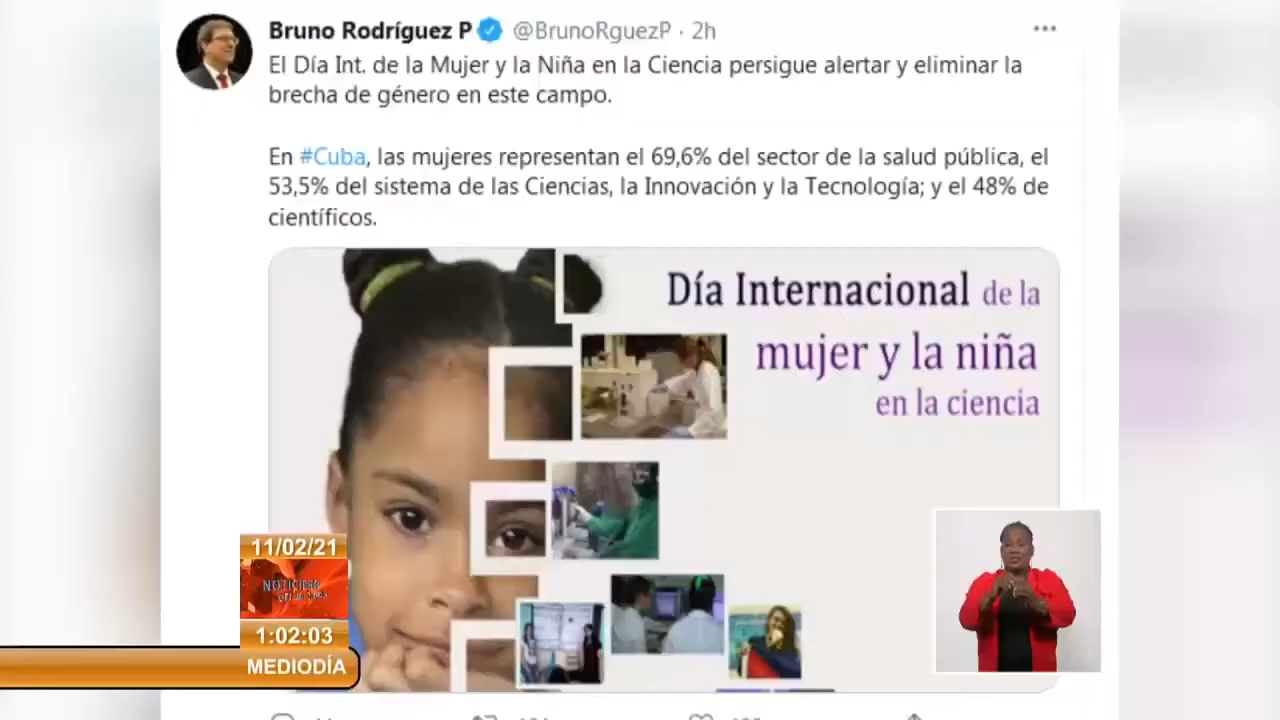 Bruno Rodríguez P @BrunoRguezP · 2h
El Día Int. de la Mujer y la Niña en la Ciencia persigue alertar y eliminar la
brecha de género en este campo.
En #Cuba, las mujeres representan el 69,6% del sector de la salud pública, el
53,5% del sistema de las Ciencias, la Innovación y la Tecnología; y el 48% de
científicos.
Día Internacional de la
mujer y la niña
en la ciencia
11/02/21
NOTICIERO
1:02:03
MEDIODÍA